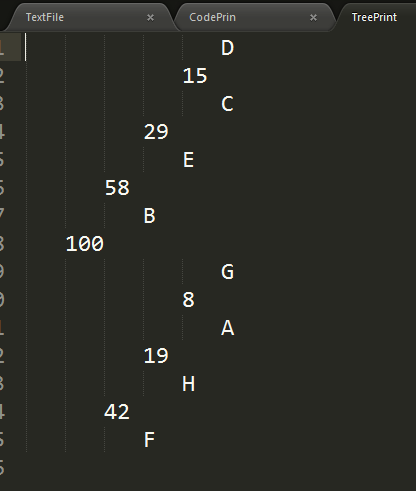 TextFile × CodePrin × TreePrint
D
15
C
29
E
58
B
100
G
8
A
19
H
42
F